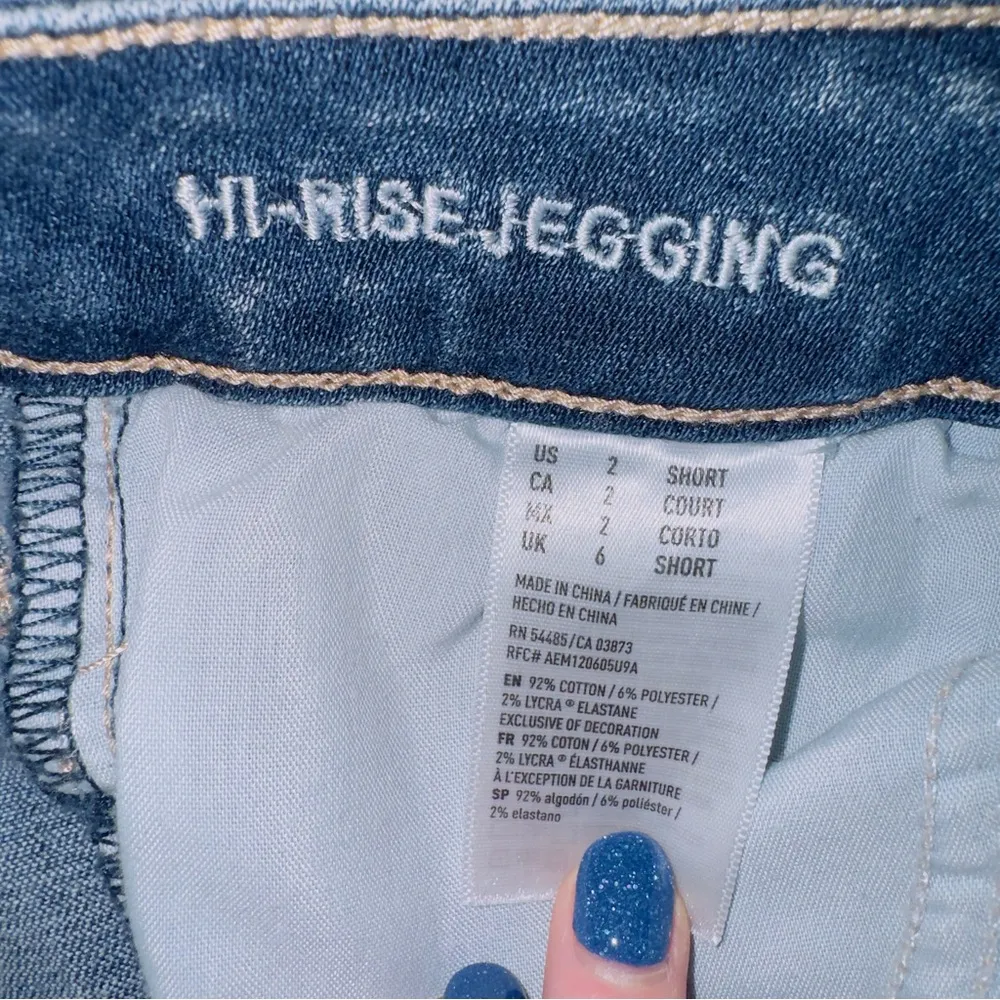 HI-RISE JEGGING
US 2 SHORT
CA 2 COURT
MX 2 CORTO
UK 6 SHORT
MADE IN CHINA / FABRIQUÉ EN CHINE /
HECHO EN CHINA
RN 54485/CA 03873
RFC# AEM120605U9A
EN 92% COTTON / 6% POLYESTER /
2% LYCRA ® ELASTANE
EXCLUSIVE OF DECORATION
FR 92% COTON / 6% POLYESTER /
2% LYCRA ® ÉLASTHANNE
À L'EXCEPTION DE LA GARNITURE
SP 92% algodón / 6% poliéster /
2% elastano